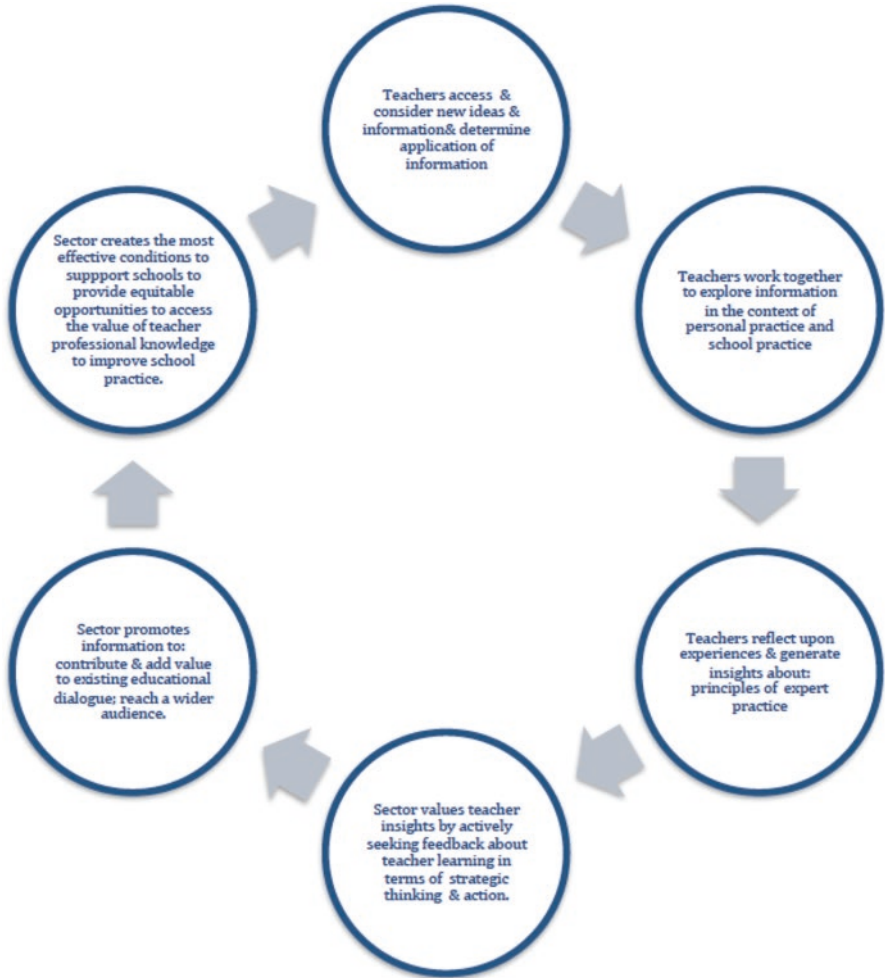 Teachers access &
consider new ideas &
information& determine
application of
information
Teachers work together
to explore information
in the context of
personal practice and
school practice
Teachers reflect upon
experiences & generate
insights about:
principles of expert
practice
Sector values teacher
insights by actively
seeking feedback about
teacher learning in
terms of strategic
thinking & action.
Sector promotes
information to:
contribute & add value
to existing educational
dialogue; reach a wider
audience.
Sector creates the most
effective conditions to
suppport schools to
provide equitable
opportunities to access
the value of teacher
professional knowledge
to improve school
practice.